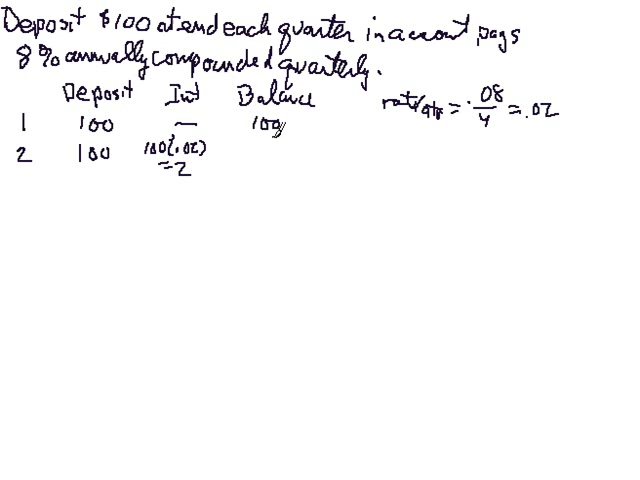 Deposit $100 at end each quarter in account pays
8% annually compounded quarterly.
Deposit Int Balance rate/qtr = .08/4 = .02
1 100 — 100
2 100 100(.02)
= 2